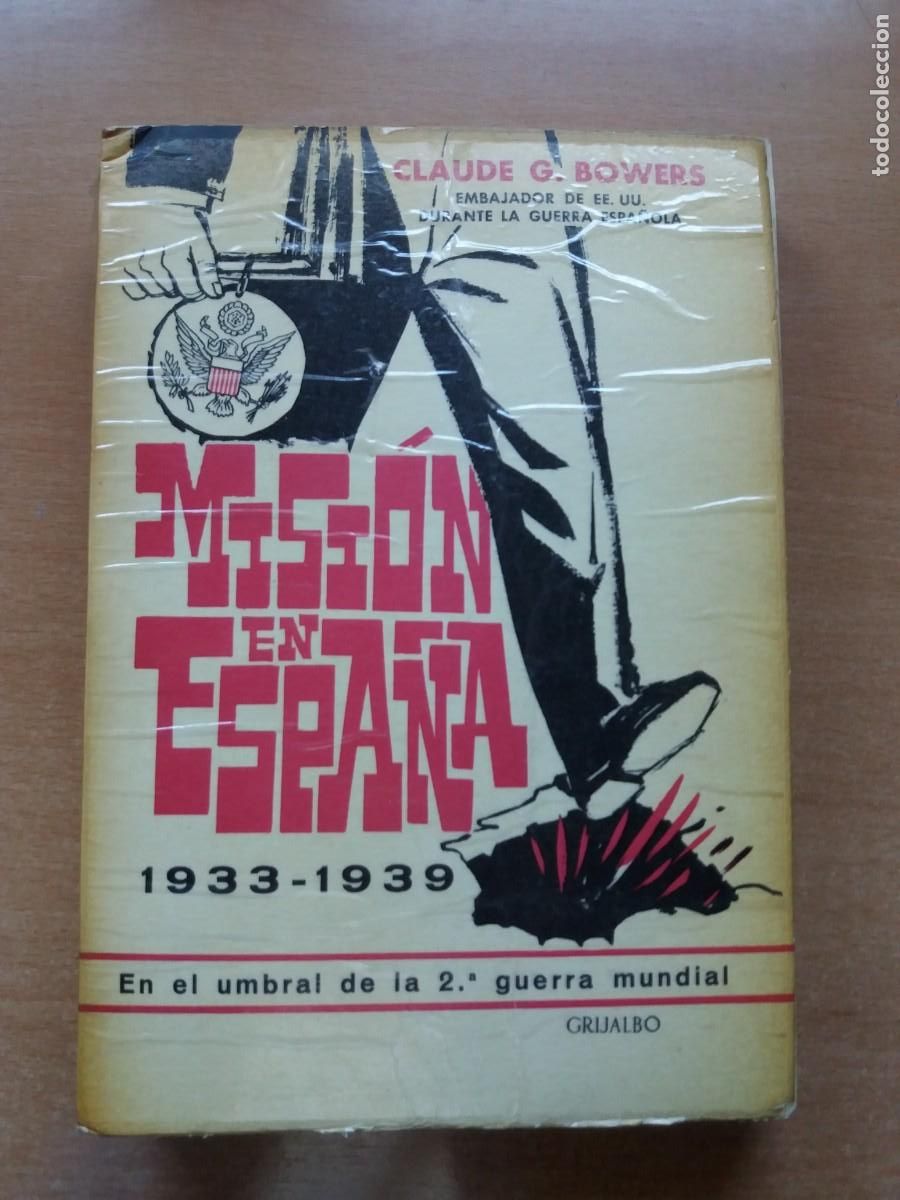 CLAUDE G. BOWERS
EMBAJADOR DE EE. UU.
DURANTE LA GUERRA ESPAÑOLA
MISIÓN
EN
ESPAÑA
1933-1939
En el umbral de la 2.ª guerra mundial
GRIJALBO
todocoleccion